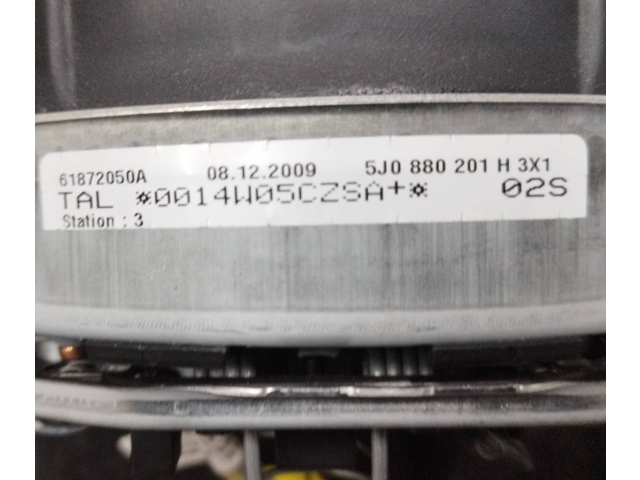 61872050A 08.12.2009 5J0 880 201 H 3X1
TAL *0014W05CZSA+* 02S
Station : 3